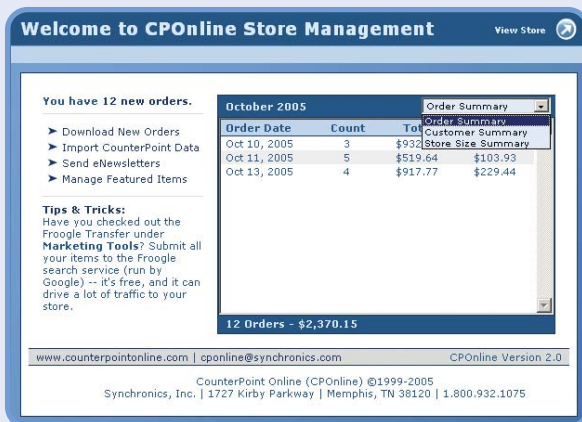 Welcome to CPOnline Store Management
View Store
You have 12 new orders.
➤ Download New Orders
➤ Import CounterPoint Data
➤ Send eNewsletters
➤ Manage Featured Items
Tips & Tricks:
Have you checked out the
Froogle Transfer under
Marketing Tools? Submit all
your items to the Froogle
search service (run by
Google) -- it's free, and it can
drive a lot of traffic to your
store.
October 2005
Order Summary
Order Summary
Customer Summary
Store Size Summary
Order Date Count
Oct 10, 2005 3 $932
Oct 11, 2005 5 $519.64 $103.93
Oct 13, 2005 4 $917.77 $229.44
12 Orders - $2,370.15
www.counterpointonline.com | cponline@synchronics.com CPOnline Version 2.0
CounterPoint Online (CPOnline) ©1999-2005
Synchronics, Inc. | 1727 Kirby Parkway | Memphis, TN 38120 | 1.800.932.1075